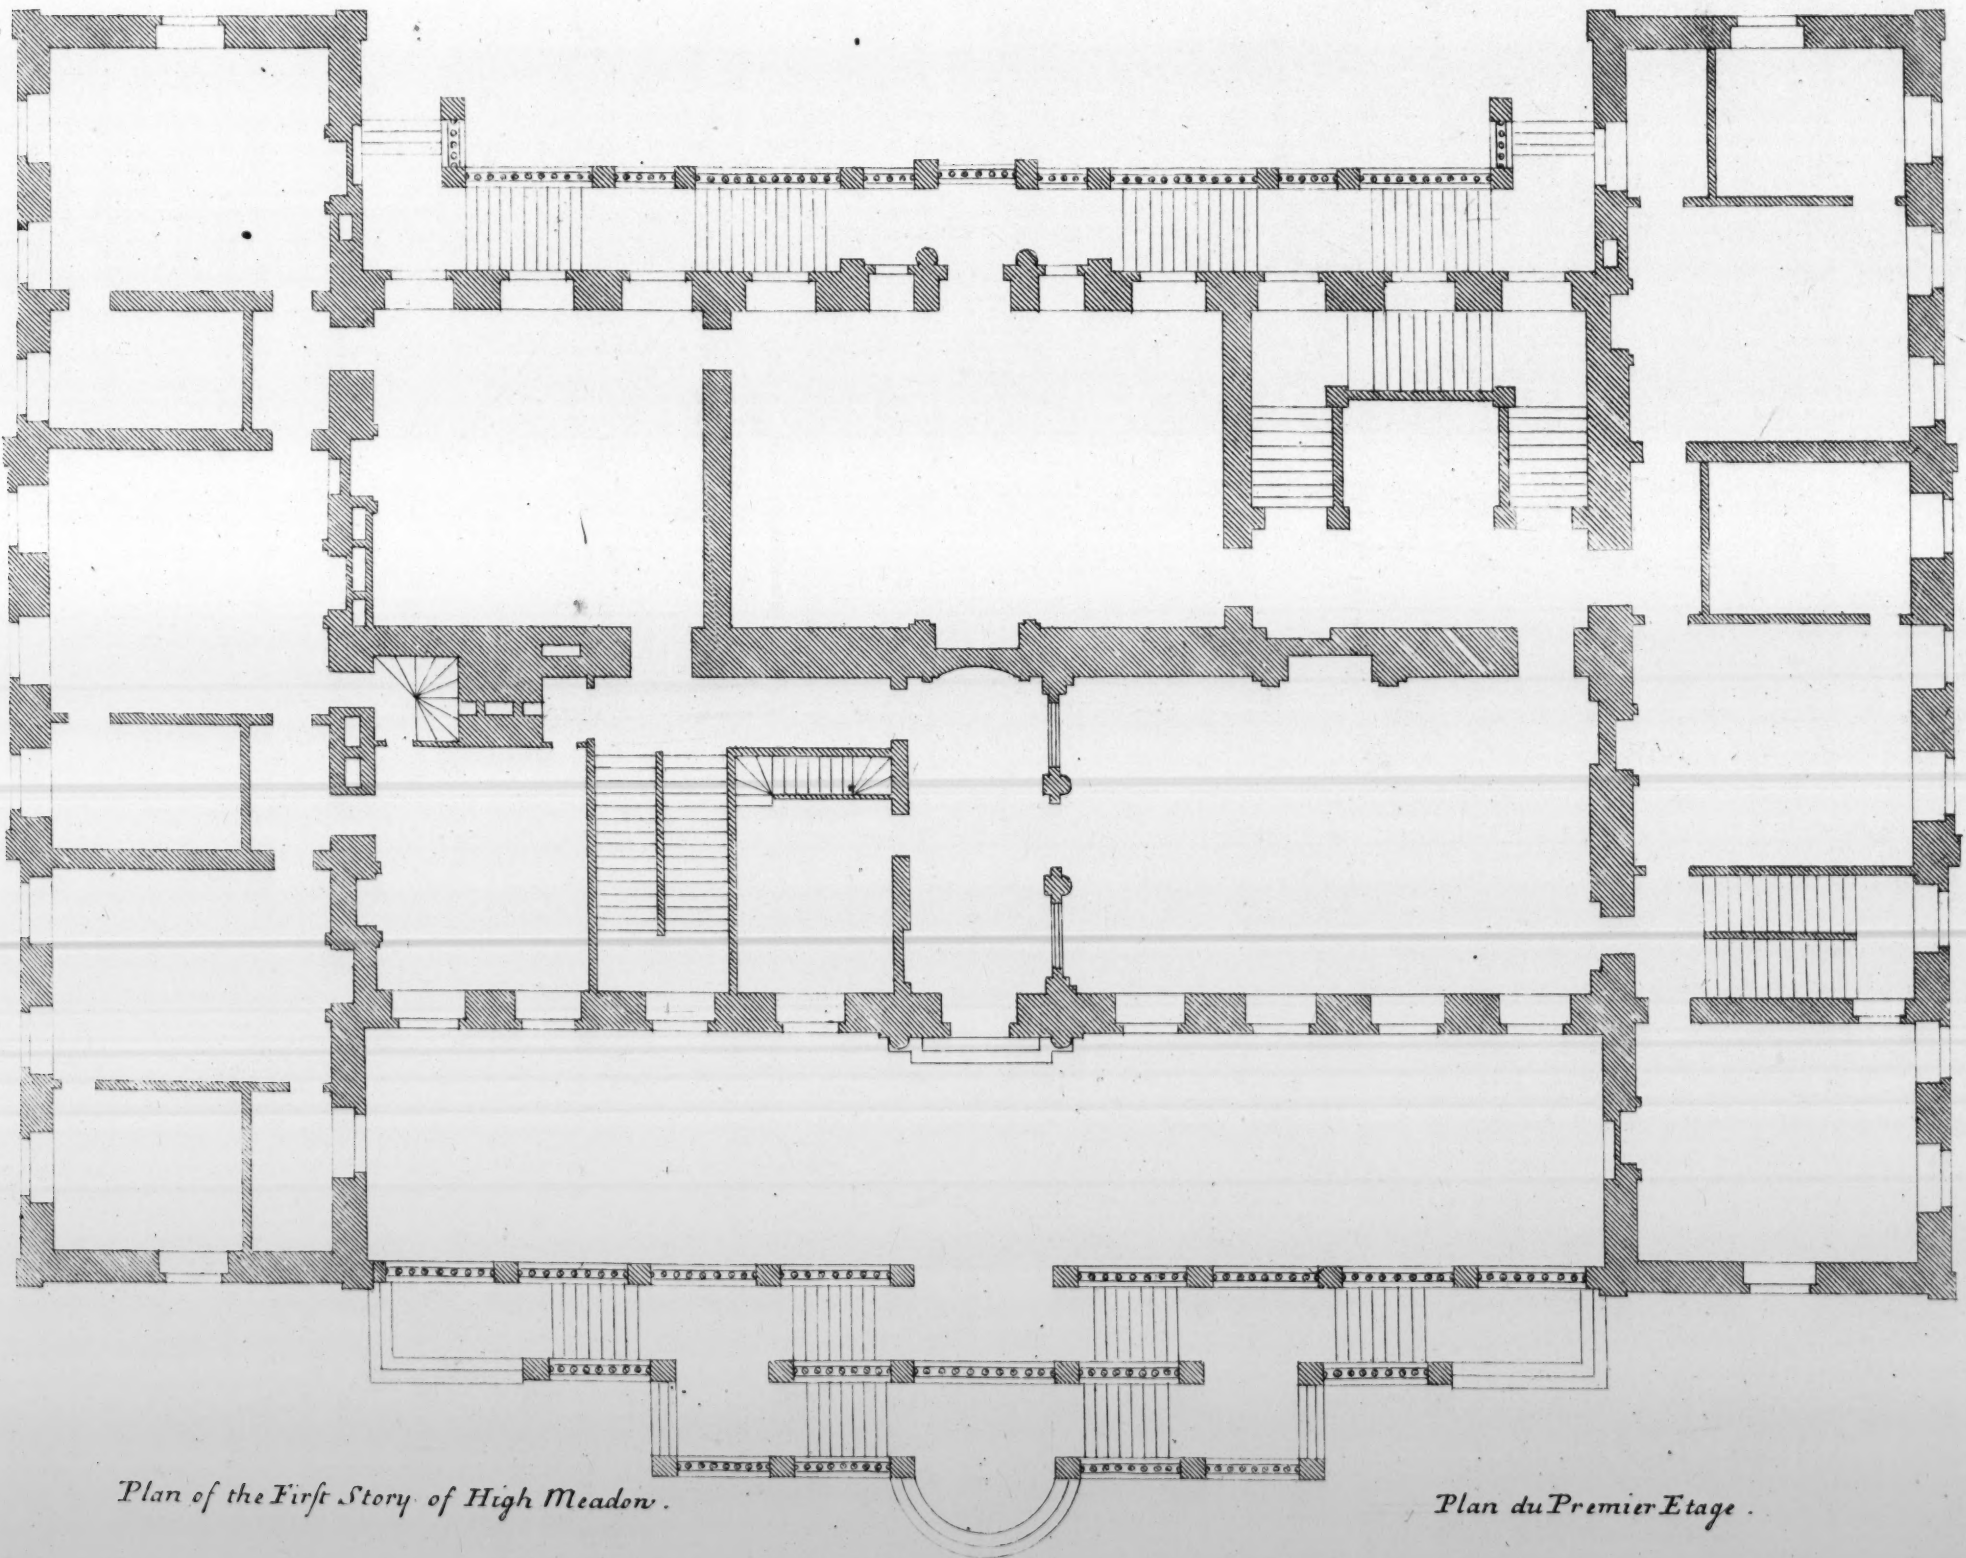 Plan of the Firſt Story of High Meadow.
Plan du Premier Etage.